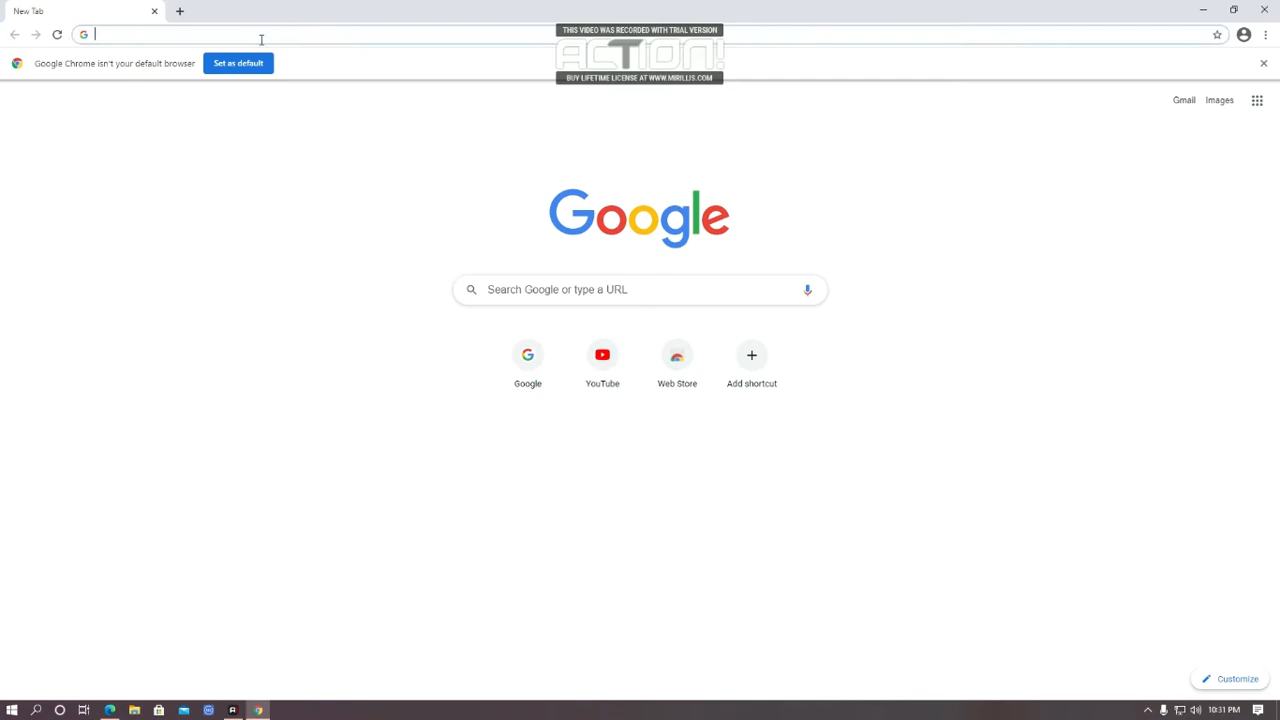 New Tab
THIS VIDEO WAS RECORDED WITH TRIAL VERSION
ACTION!
BUY LIFETIME LICENSE AT WWW.MIRILLIS.COM
Google Chrome isn't your default browser
Set as default
Gmail
Images
Google
Search Google or type a URL
Google
YouTube
Web Store
Add shortcut
Customize
10:31 PM